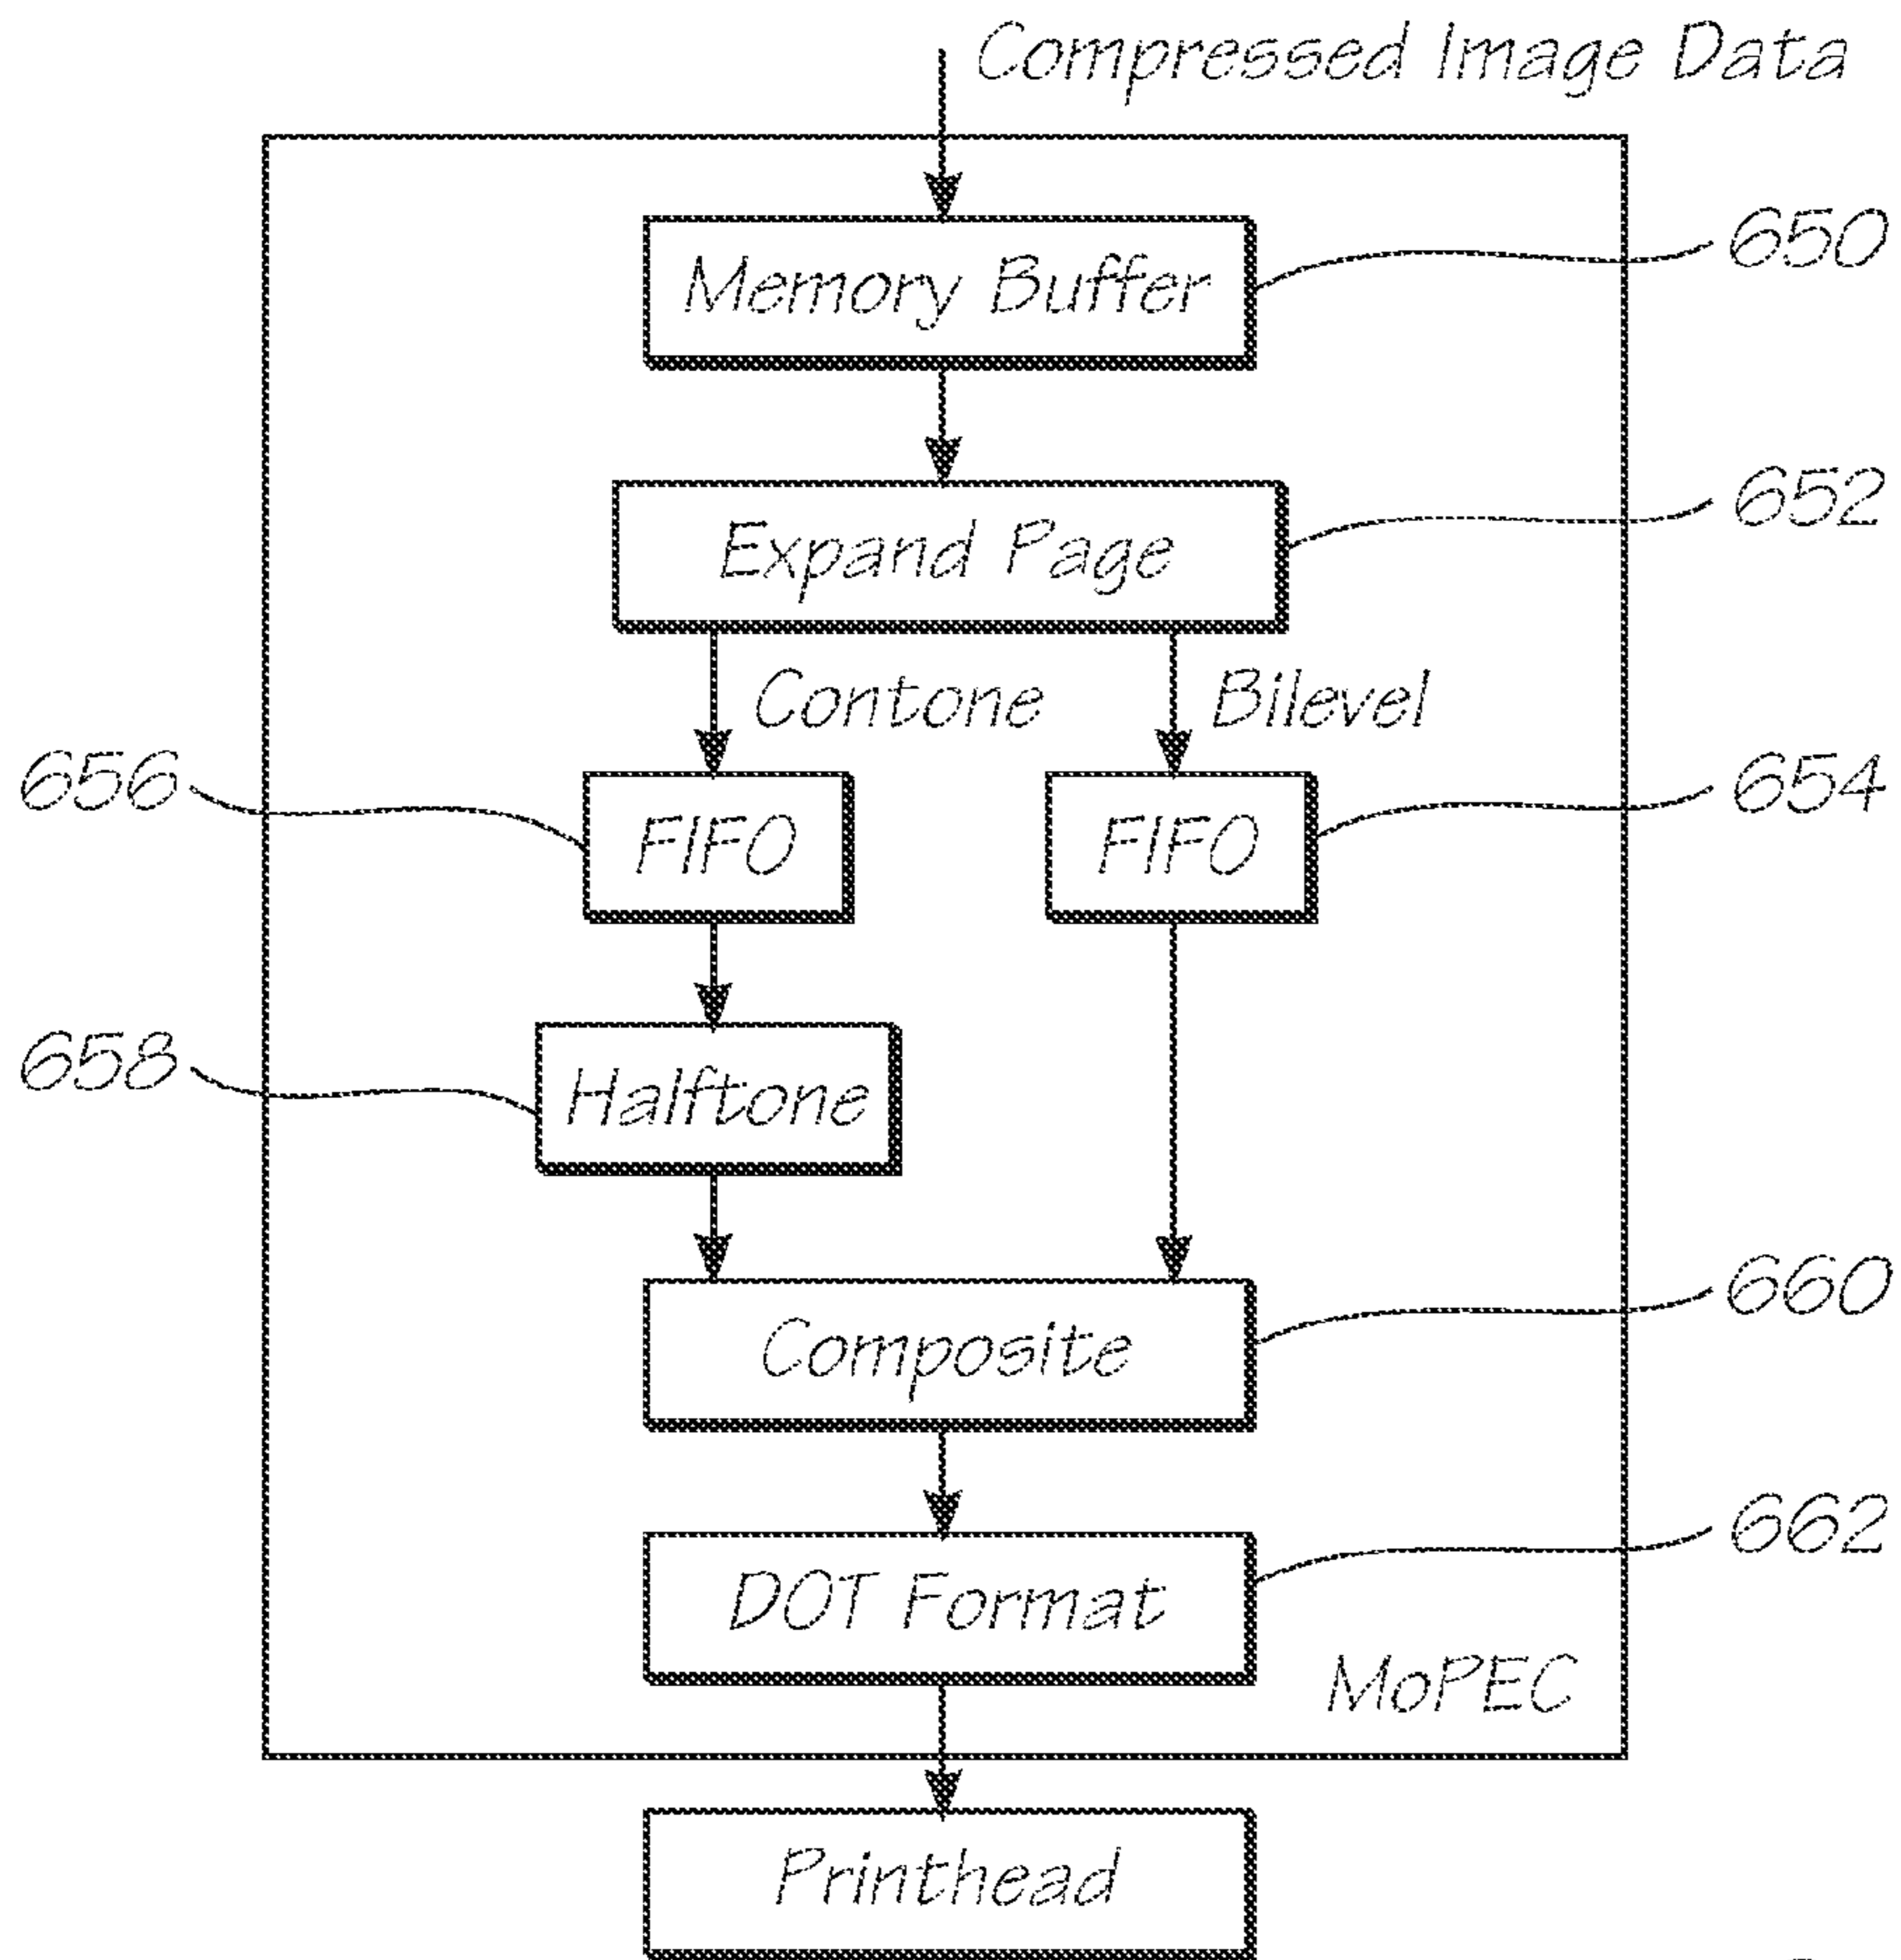 Compressed Image Data
Memory Buffer
650
Expand Page
652
Contone
Bilevel
656
FIFO
FIFO
654
658
Halftone
Composite
660
DOT Format
662
MoPEC
Printhead